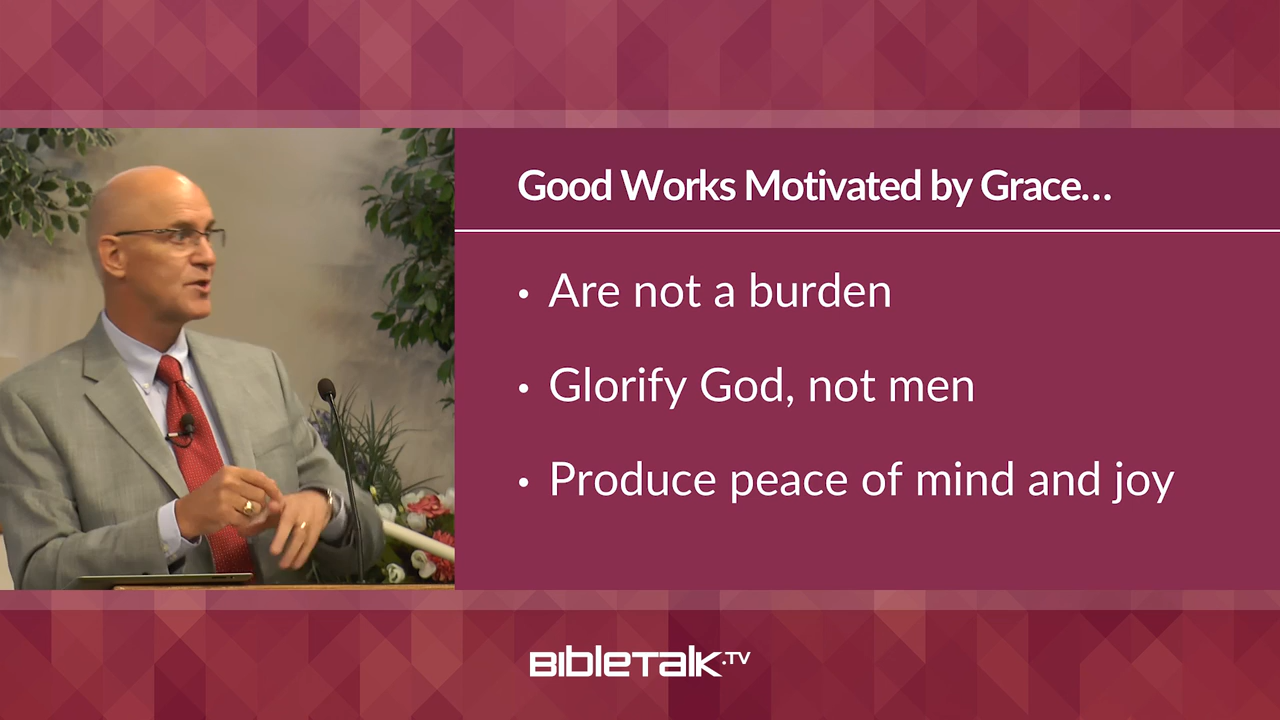 Good Works Motivated by Grace...
• Are not a burden
• Glorify God, not men
• Produce peace of mind and joy
BIBLETALK.TV